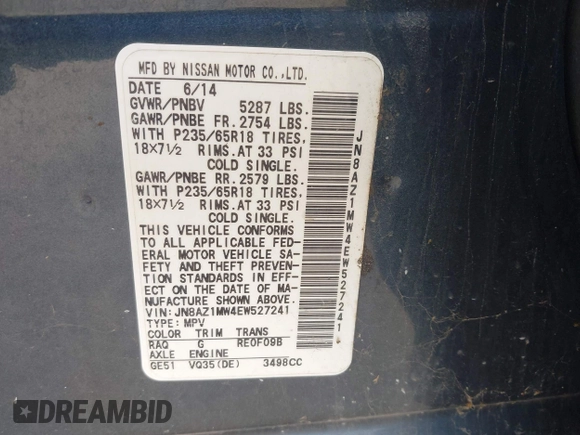 MFD BY NISSAN MOTOR CO.,LTD.
DATE 6/14
GVWR/PNBV 5287 LBS.
GAWR/PNBE FR. 2754 LBS.
WITH P235/65R18 TIRES,
18X7½ RIMS.AT 33 PSI
COLD SINGLE.
GAWR/PNBE RR. 2579 LBS.
WITH P235/65R18 TIRES,
18X7½ RIMS.AT 33 PSI
COLD SINGLE.
THIS VEHICLE CONFORMS
TO ALL APPLICABLE FED-
ERAL MOTOR VEHICLE SA-
FETY AND THEFT PREVEN-
TION STANDARDS IN EFF-
ECT ON THE DATE OF MA-
NUFACTURE SHOWN ABOVE.
VIN: JN8AZ1MW4EW527241
TYPE: MPV
COLOR TRIM TRANS
RAQ G RE0F09B
AXLE ENGINE
GE51 VQ35(DE) 3498CC
JN8AZ1MW4EW527241
DREAMBID